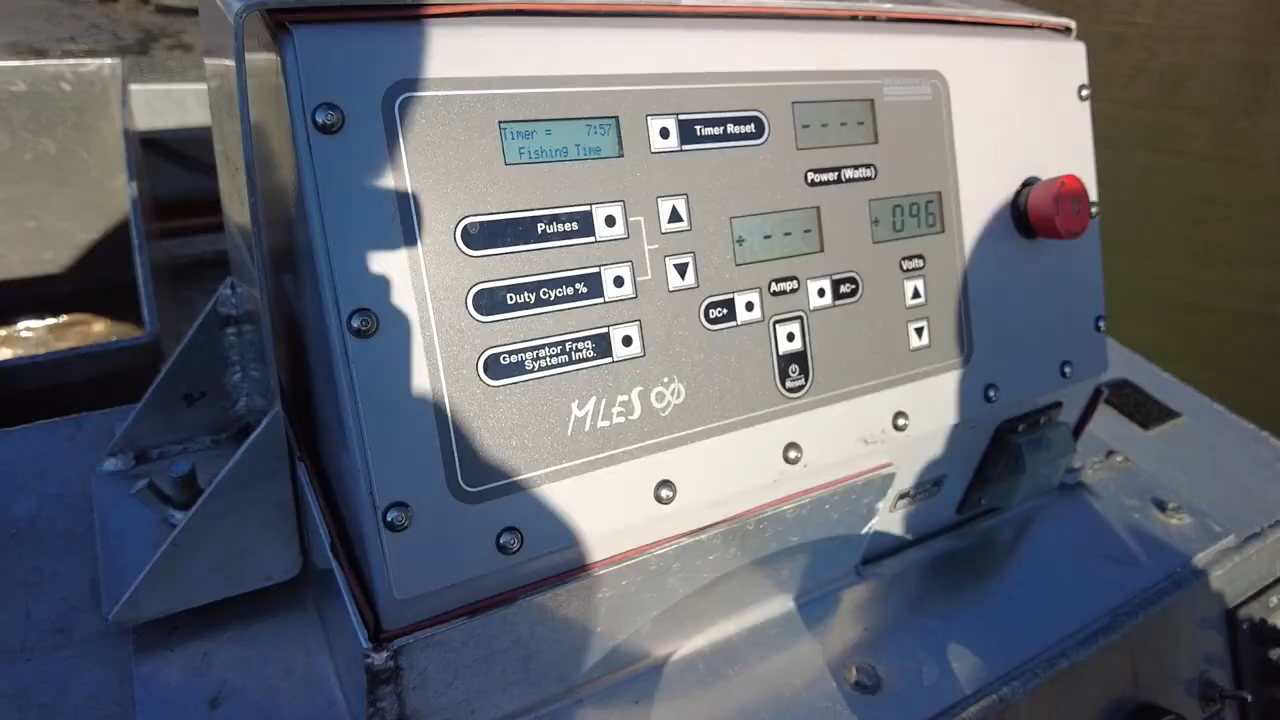 Timer = 7:57
Fishing Time
Timer Reset
- - - -
Power (Watts)
Pulses
Duty Cycle%
Generator Freq.
System Info.
÷ - - -
Amps
DC+
AC~
Reset
096
Volts
MLES